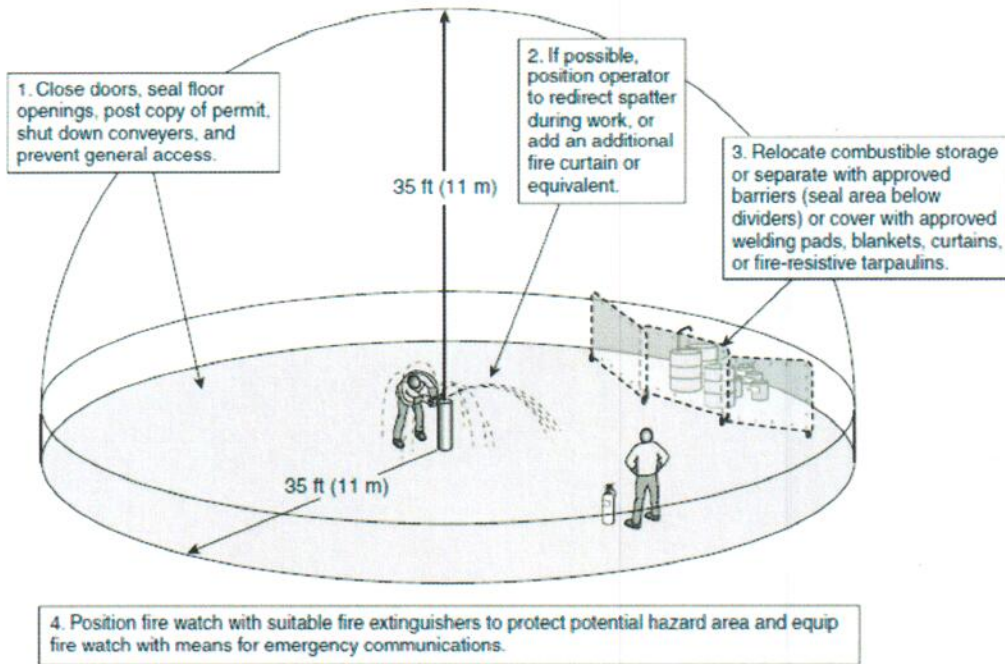 1. Close doors, seal floor
openings, post copy of permit,
shut down conveyers, and
prevent general access.
2. If possible,
position operator
to redirect spatter
during work, or
add an additional
fire curtain or
equivalent.
3. Relocate combustible storage
or separate with approved
barriers (seal area below
dividers) or cover with approved
welding pads, blankets, curtains,
or fire-resistive tarpaulins.
35 ft (11 m)
35 ft (11 m)
4. Position fire watch with suitable fire extinguishers to protect potential hazard area and equip
fire watch with means for emergency communications.